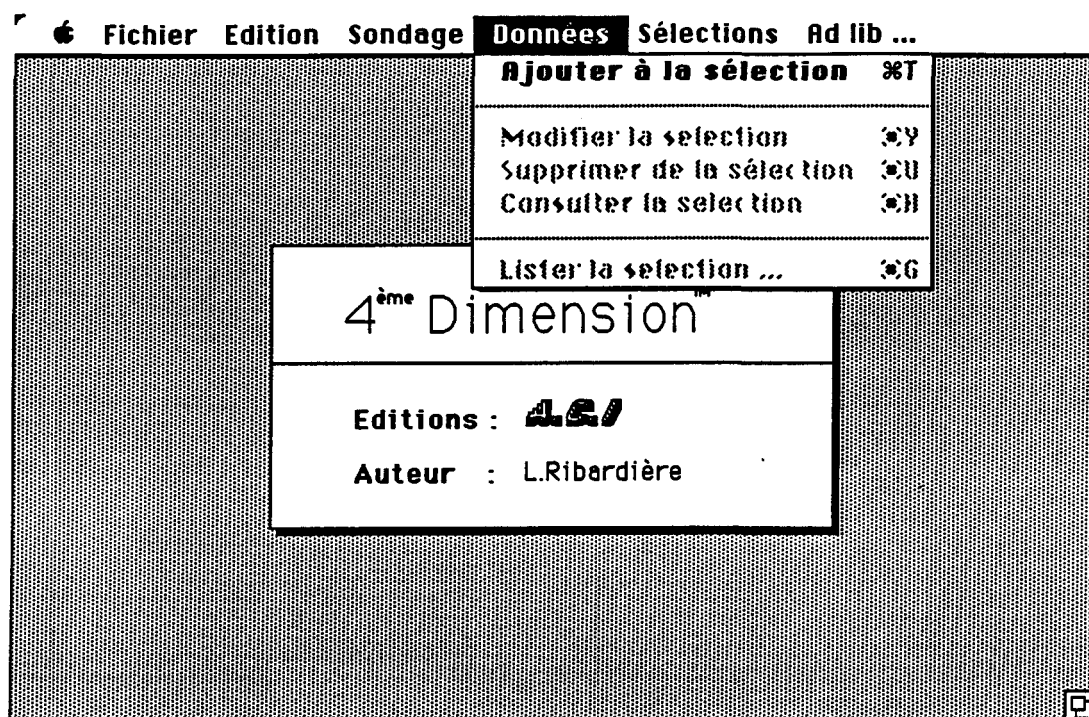 Fichier Edition Sondage Données Sélections Ad lib ...
Ajouter à la sélection ⌘T
Modifier la selection ⌘Y
Supprimer de la sélection ⌘U
Consulter la selection ⌘H
Lister la selection ... ⌘G
4ème Dimension™
Editions : A.C.I
Auteur : L.Ribardière